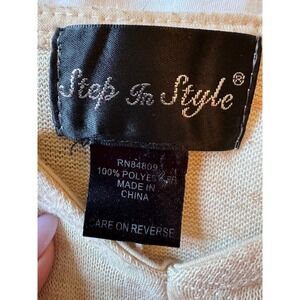 Step In Style®
RN84809
100% POLYESTER
MADE IN
CHINA
CARE ON REVERSE